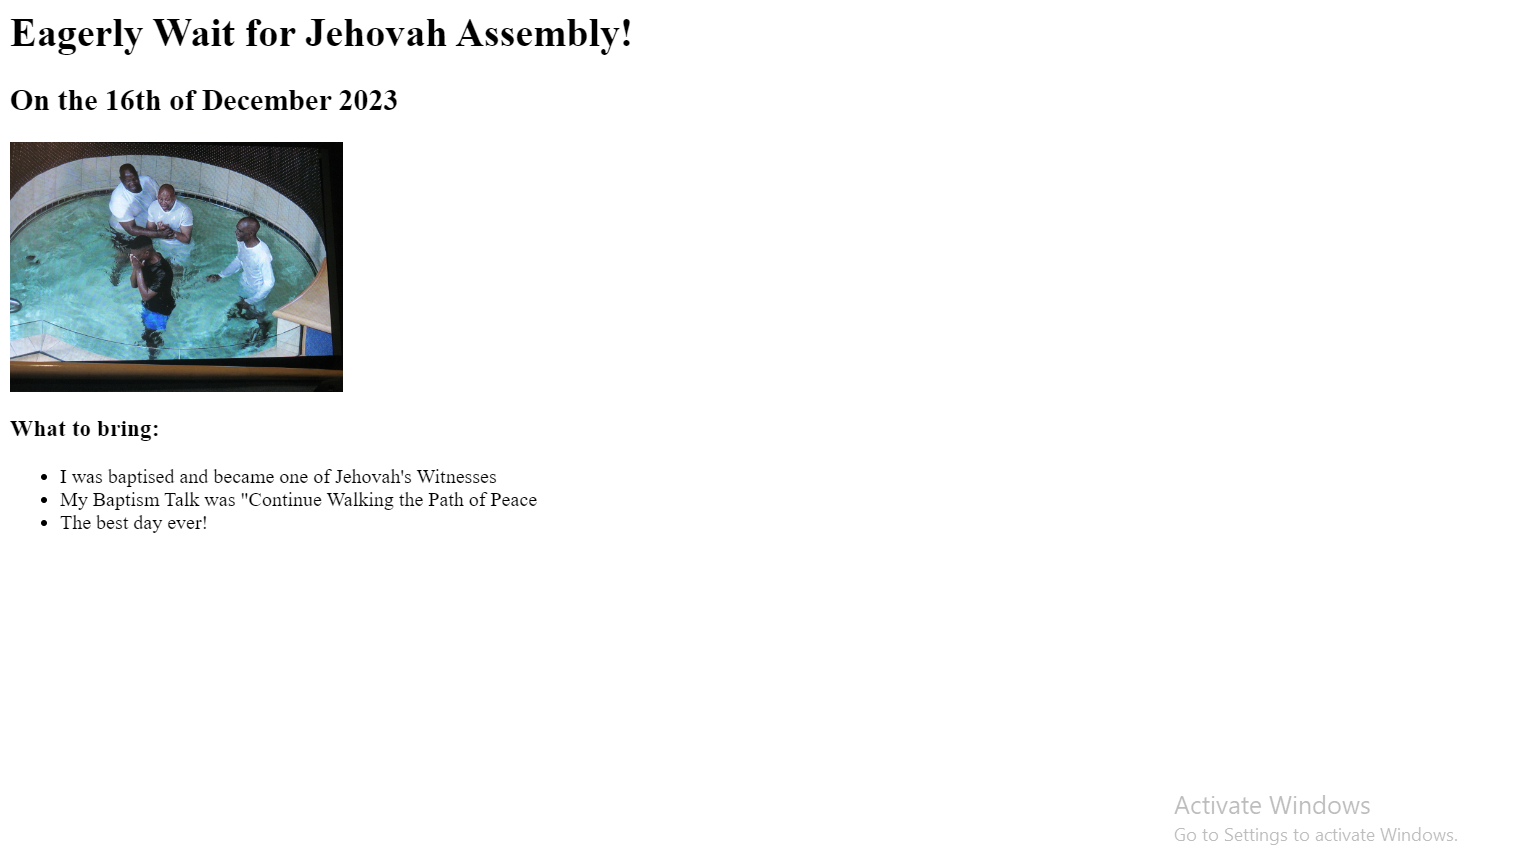 Eagerly Wait for Jehovah Assembly!
On the 16th of December 2023
What to bring:
I was baptised and became one of Jehovah's Witnesses
My Baptism Talk was "Continue Walking the Path of Peace
The best day ever!
Activate Windows
Go to Settings to activate Windows.